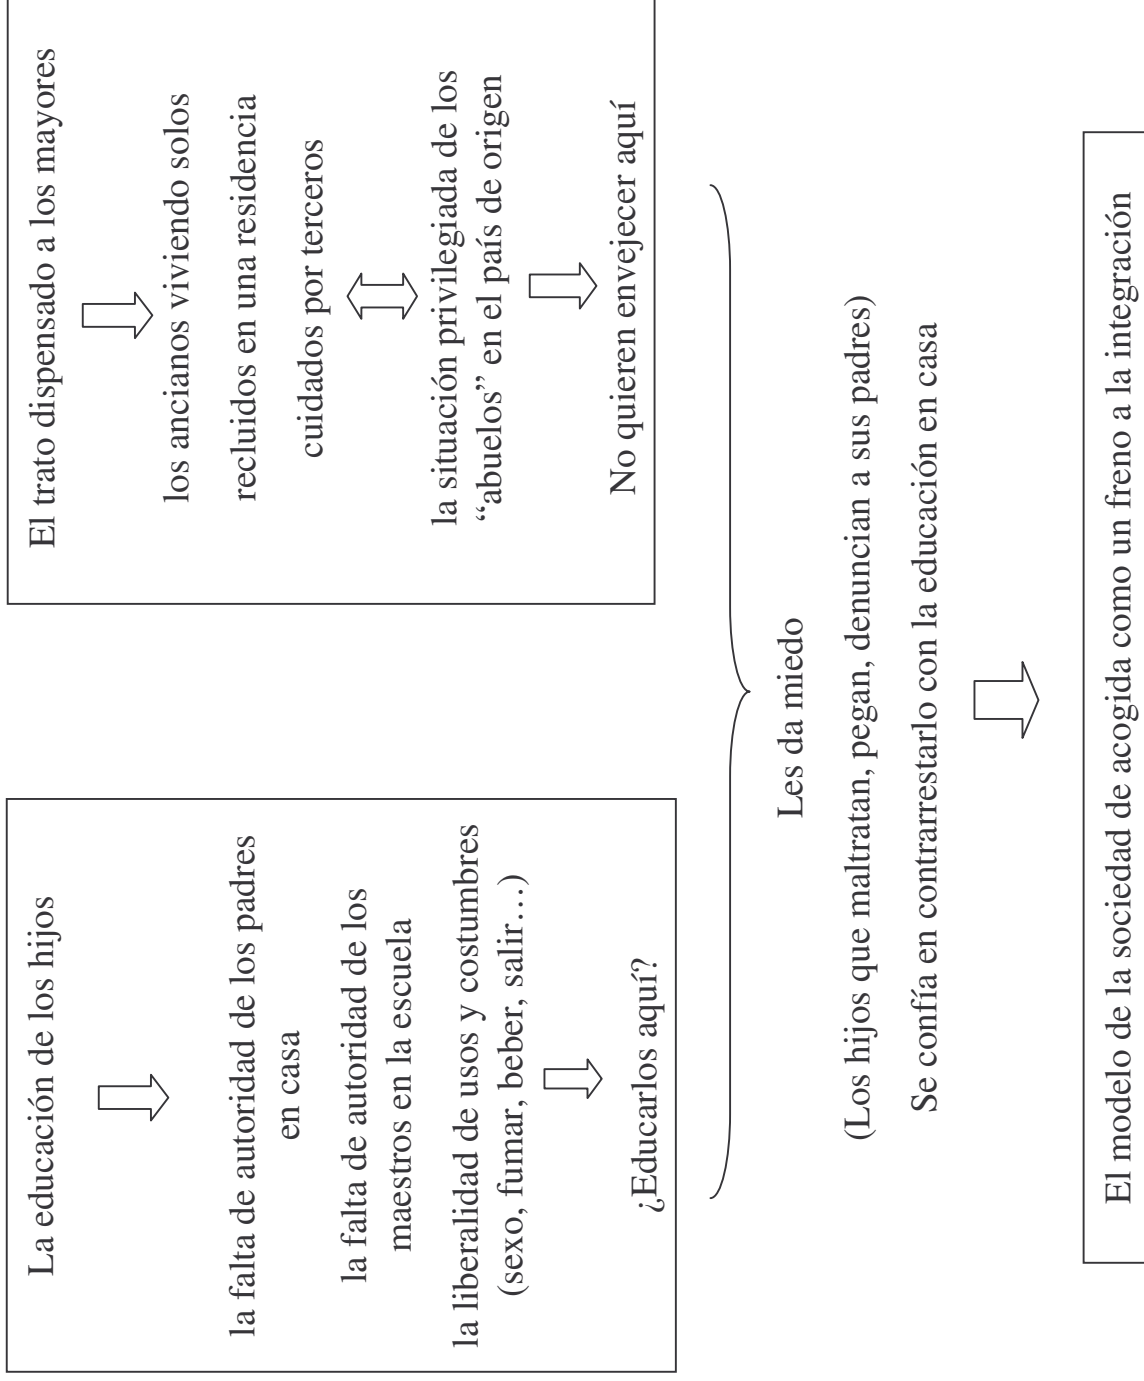 La educación de los hijos
la falta de autoridad de los padres
en casa
la falta de autoridad de los
maestros en la escuela
la liberalidad de usos y costumbres
(sexo, fumar, beber, salir…)
¿Educarlos aquí?
El trato dispensado a los mayores
los ancianos viviendo solos
recluidos en una residencia
cuidados por terceros
la situación privilegiada de los
“abuelos” en el país de origen
No quieren envejecer aquí
Les da miedo
(Los hijos que maltratan, pegan, denuncian a sus padres)
Se confía en contrarrestarlo con la educación en casa
El modelo de la sociedad de acogida como un freno a la integración